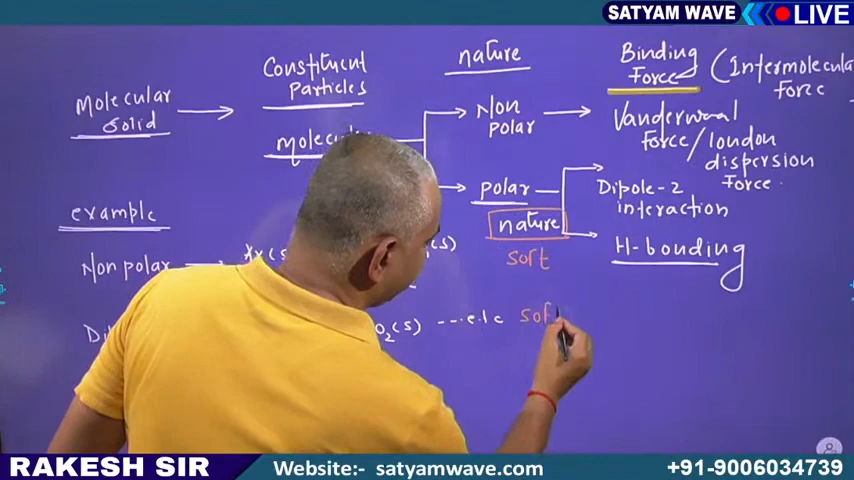 SATYAM WAVE LIVE
Constituent
Particles
nature
Binding
Force
(Intermolecular
Force
Molecular
Solid
Non
polar
Vanderwaal
Force/London
dispersion
Force.
polar
Dipole-2
interaction
example
nature
H-bonding
Non polar
(s)
soft
O2(s) ---.etc
sof
RAKESH SIR
Website:- satyamwave.com
+91-9006034739